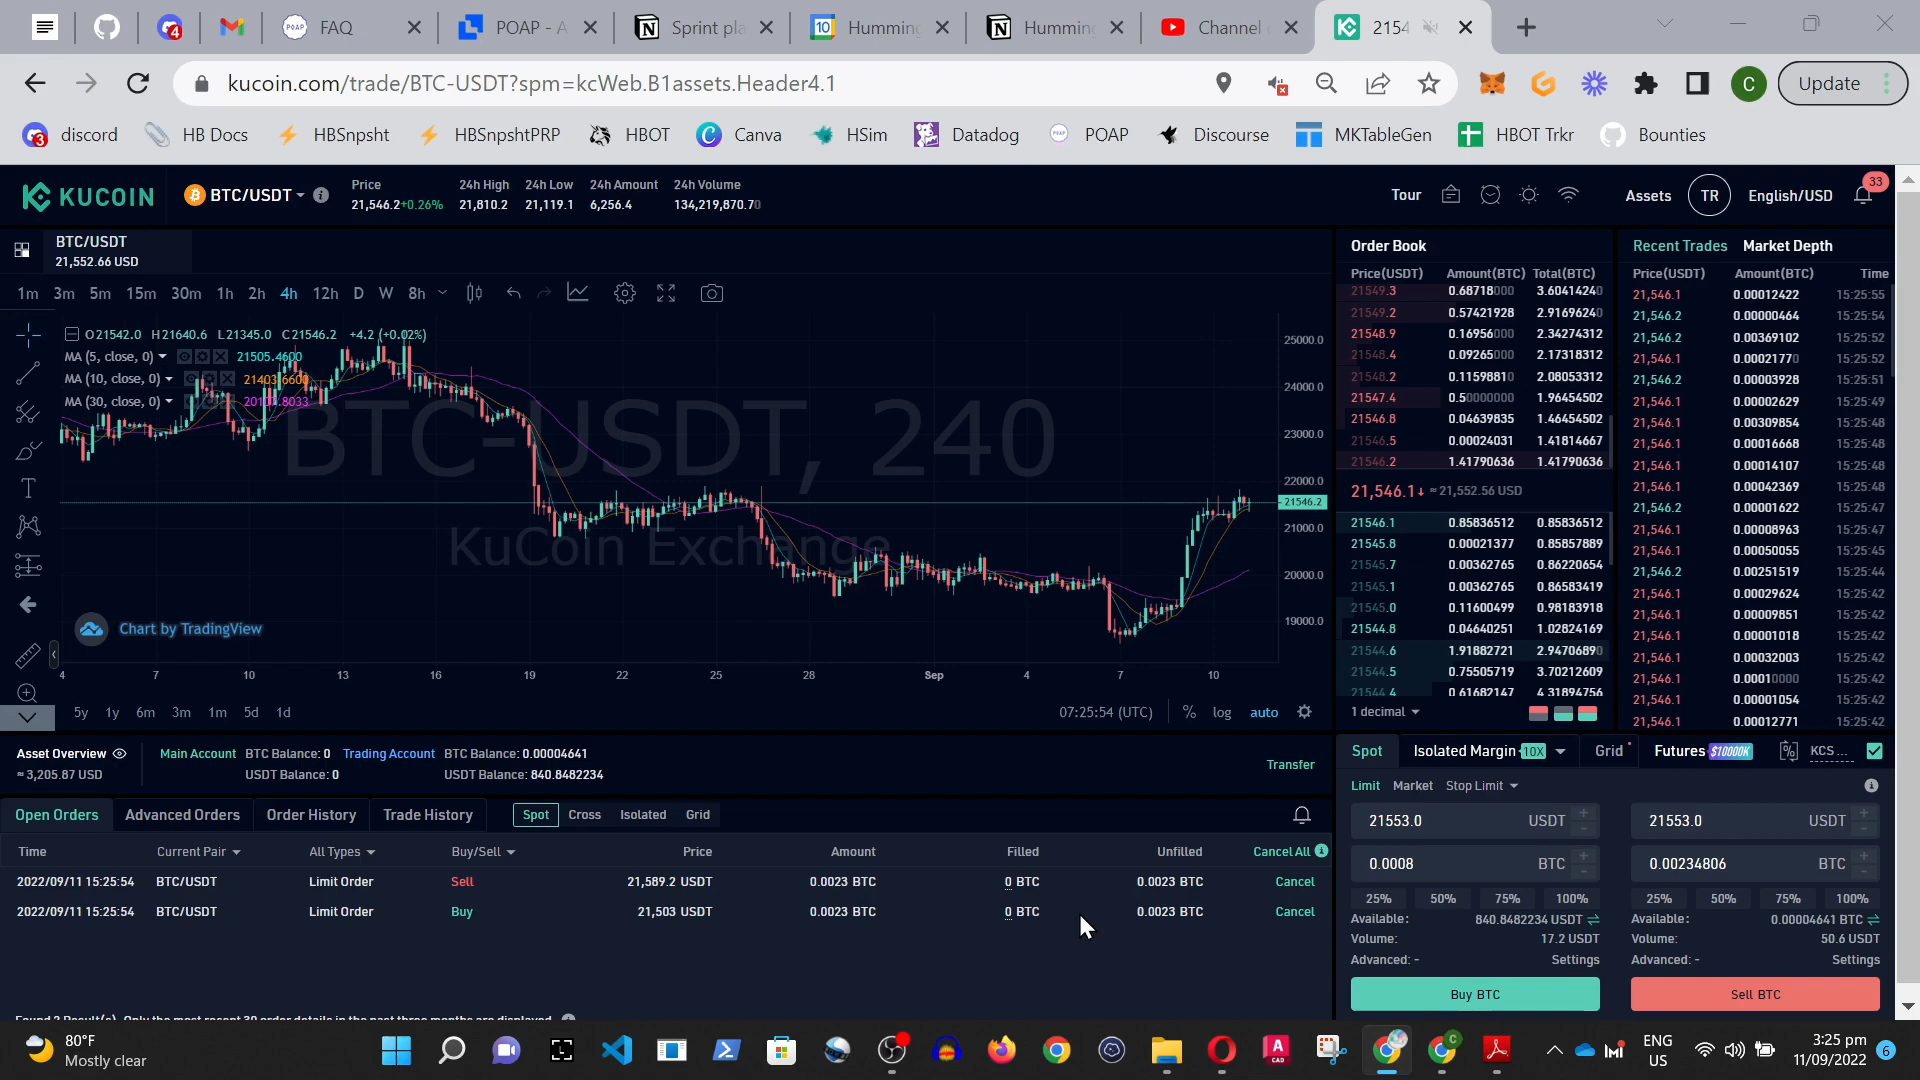 FAQ
POAP - A
Sprint pla
Humming
Humming
Channel
2154
kucoin.com/trade/BTC-USDT?spm=kcWeb.B1assets.Header4.1
C
Update
discord
HB Docs
HBSnpsht
HBSnpshtPRP
HBOT
Canva
HSim
Datadog
POAP
Discourse
MKTableGen
HBOT Trkr
Bounties
KUCOIN
BTC/USDT
Price
21,546.2+0.26%
24h High
21,810.2
24h Low
21,119.1
24h Amount
6,256.4
24h Volume
134,219,870.70
Tour
Assets
TR
English/USD
33
BTC/USDT
21,552.66 USD
1m 3m 5m 15m 30m 1h 2h 4h 12h D W 8h
O21542.0 H21640.6 L21345.0 C21546.2 +4.2 (+0.02%)
MA (5, close, 0) 21505.4600
MA (10, close, 0) 21403.6600
MA (30, close, 0)
BTC-USDT, 240
KuCoin Exchange
Chart by TradingView
25000.0
24000.0
23000.0
22000.0
21546.2
21000.0
20000.0
19000.0
4 7 10 13 16 19 22 25 28 Sep 4 7 10
5y 1y 6m 3m 1m 5d 1d
07:25:54 (UTC) % log auto
Order Book
Price(USDT) Amount(BTC) Total(BTC)
21549.3 0.68718000 3.60414240
21549.2 0.57421928 2.91696240
21548.9 0.16956000 2.34274312
21548.4 0.09265000 2.17318312
21548.2 0.11598810 2.08053312
21547.4 0.50000000 1.96454502
21546.8 0.04639835 1.46454502
21546.5 0.00024031 1.41814667
21546.2 1.41790636 1.41790636
21,546.1↓ ≈21,552.56 USD
21546.1 0.85836512 0.85836512
21545.8 0.00021377 0.85857889
21545.7 0.00362765 0.86220654
21545.1 0.00362765 0.86583419
21545.0 0.11600499 0.98183918
21544.8 0.04640251 1.02824169
21544.6 1.91882721 2.94706890
21544.5 0.75505719 3.70212609
21544.4 0.61682147 4.31894756
1 decimal
Recent Trades Market Depth
Price(USDT) Amount(BTC) Time
21,546.1 0.00012422 15:25:55
21,546.2 0.00000464 15:25:54
21,546.2 0.00369102 15:25:52
21,546.1 0.00021770 15:25:52
21,546.2 0.00003928 15:25:51
21,546.1 0.00002629 15:25:49
21,546.1 0.00309854 15:25:48
21,546.1 0.00016668 15:25:48
21,546.1 0.00014107 15:25:48
21,546.1 0.00042369 15:25:48
21,546.2 0.00001622 15:25:47
21,546.1 0.00008963 15:25:47
21,546.1 0.00050055 15:25:45
21,546.2 0.00251519 15:25:44
21,546.1 0.00029624 15:25:42
21,546.1 0.00009851 15:25:42
21,546.1 0.00001018 15:25:42
21,546.1 0.00032003 15:25:42
21,546.1 0.00010000 15:25:42
21,546.1 0.00001054 15:25:42
21,546.1 0.00012771 15:25:42
Asset Overview
≈3,205.87 USD
Main Account BTC Balance: 0 Trading Account BTC Balance: 0.00004641
USDT Balance: 0 USDT Balance: 840.8482234
Transfer
Open Orders Advanced Orders Order History Trade History Spot Cross Isolated Grid
Time Current Pair All Types Buy/Sell Price Amount Filled Unfilled Cancel All
2022/09/11 15:25:54 BTC/USDT Limit Order Sell 21,589.2 USDT 0.0023 BTC 0 BTC 0.0023 BTC Cancel
2022/09/11 15:25:54 BTC/USDT Limit Order Buy 21,503 USDT 0.0023 BTC 0 BTC 0.0023 BTC Cancel
Found 2 Result(s). Only the most recent 30 order details in the past three months are displayed.
Spot Isolated Margin 10X Grid Futures $10000K KCS ...
Limit Market Stop Limit
21553.0 USDT
0.0008 BTC
25% 50% 75% 100%
Available: 840.8482234 USDT
Volume: 17.2 USDT
Advanced: - Settings
Buy BTC
21553.0 USDT
0.00234806 BTC
25% 50% 75% 100%
Available: 0.00004641 BTC
Volume: 50.6 USDT
Advanced: - Settings
Sell BTC
80°F
Mostly clear
ENG
US
3:25 pm
11/09/2022
6